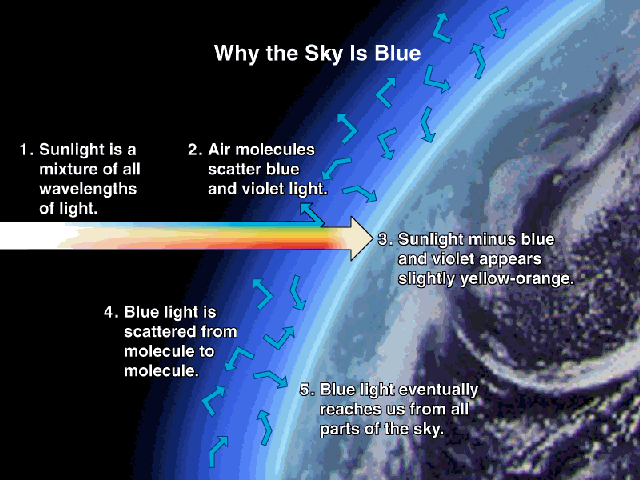 Why the Sky Is Blue
1. Sunlight is a
mixture of all
wavelengths
of light.
2. Air molecules
scatter blue
and violet light.
3. Sunlight minus blue
and violet appears
slightly yellow-orange.
4. Blue light is
scattered from
molecule to
molecule.
5. Blue light eventually
reaches us from all
parts of the sky.